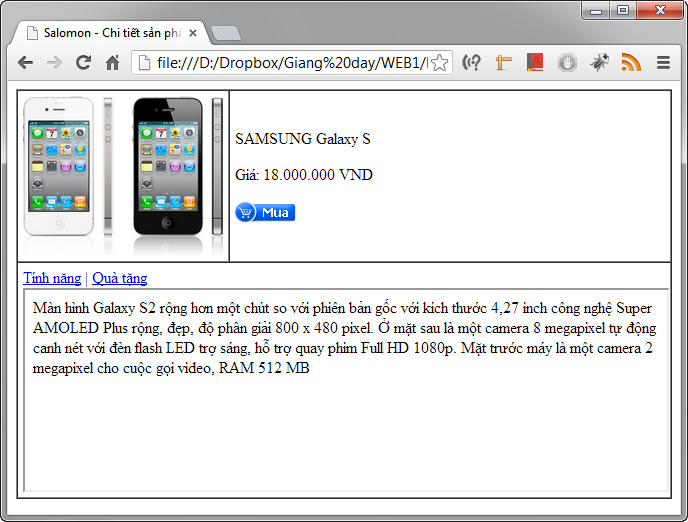 Salomon - Chi tiết sản phẩ
file:///D:/Dropbox/Giang%20day/WEB1/
SAMSUNG Galaxy S
Giá: 18.000.000 VND
Mua
Tính năng | Quà tặng
Màn hình Galaxy S2 rộng hơn một chút so với phiên bản gốc với kích thước 4,27 inch công nghệ Super
AMOLED Plus rộng, đẹp, độ phân giải 800 x 480 pixel. Ở mặt sau là một camera 8 megapixel tự động
canh nét với đèn flash LED trợ sáng, hỗ trợ quay phim Full HD 1080p. Mặt trước máy là một camera 2
megapixel cho cuộc gọi video, RAM 512 MB